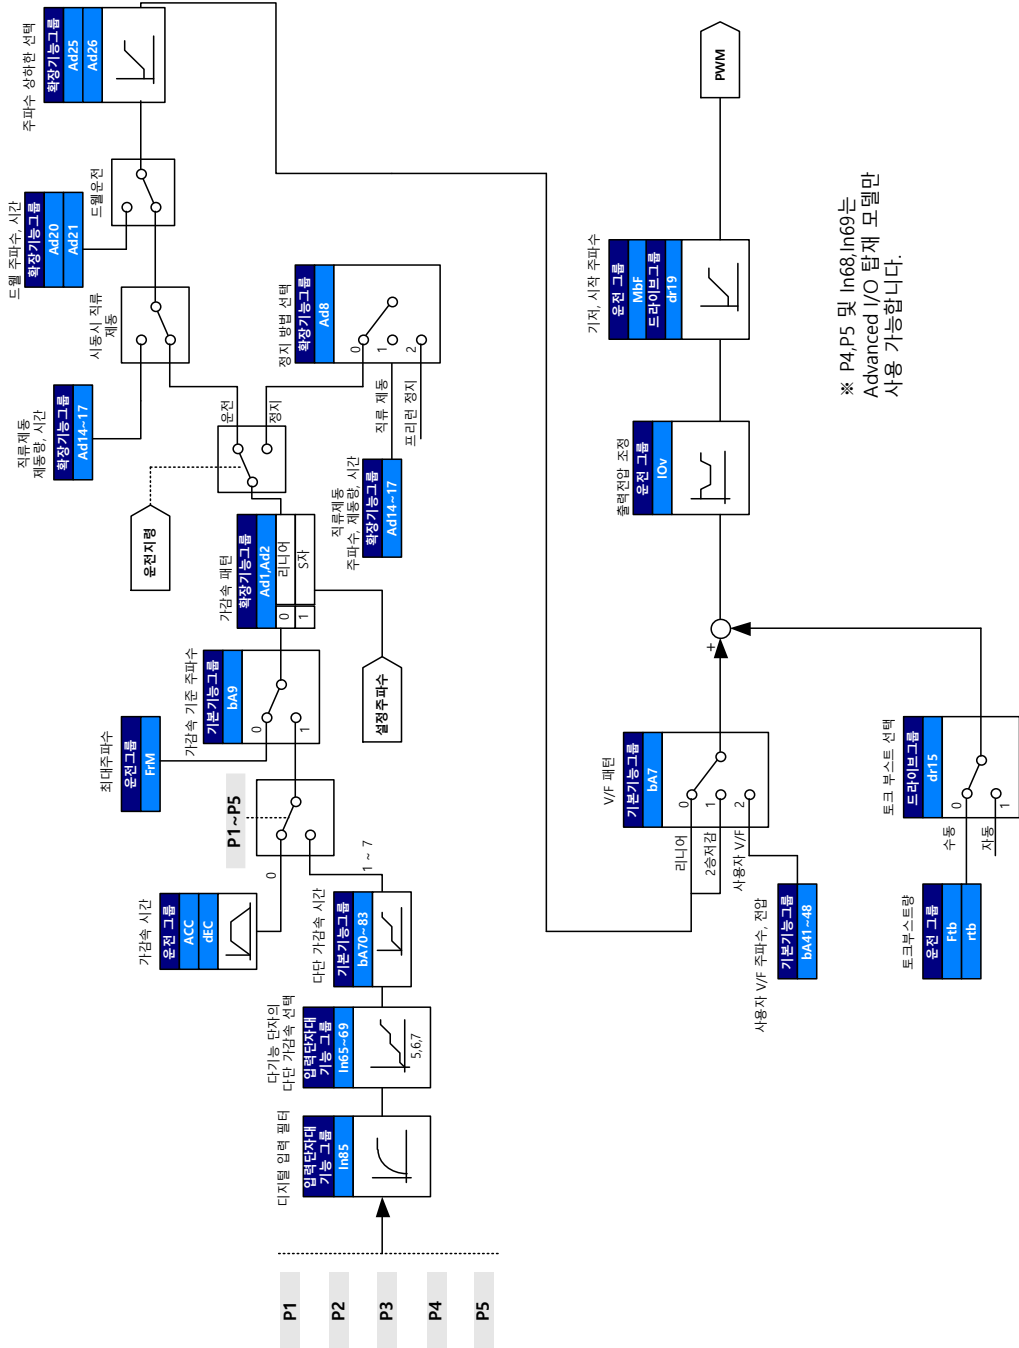 P1
P2
P3
P4
P5
디지털 입력 필터
입력단자대
기능 그룹
In85
다기능 단자의
다단 가감속 선택
입력단자대
기능 그룹
In65~69
5,6,7
다단 가감속 시간
기본기능그룹
bA70~83
1 ~ 7
가감속 시간
운전 그룹
ACC
dEC
0
P1~P5
최대주파수
운전그룹
FrM
가감속 기준 주파수
기본기능그룹
bA9
0
1
설정주파수
가감속 패턴
확장기능그룹
Ad1,Ad2
0
리니어
1
S자
운전지령
운전
정지
직류제동
제동량, 시간
확장기능그룹
Ad14~17
직류제동
주파수, 제동량, 시간
확장기능그룹
Ad14~17
직류 제동
프리런 정지
정지 방법 선택
확장기능그룹
Ad8
0
1
2
시동시 직류
제동
드웰 주파수, 시간
확장기능그룹
Ad20
Ad21
드웰운전
주파수 상하한 선택
확장기능그룹
Ad25
Ad26
사용자 V/F 주파수, 전압
기본기능그룹
bA41~48
리니어
2승저감
사용자 V/F
V/F 패턴
기본기능그룹
bA7
0
1
2
토크부스트량
운전 그룹
Ftb
rtb
수동
자동
토크 부스트 선택
드라이브그룹
dr15
0
1
+
출력전압 조정
운전 그룹
IOv
기저, 시작 주파수
운전 그룹
MbF
드라이브그룹
dr19
PWM
※ P4,P5 및 In68,In69는
Advanced I/O 탑재 모델만
사용 가능합니다.